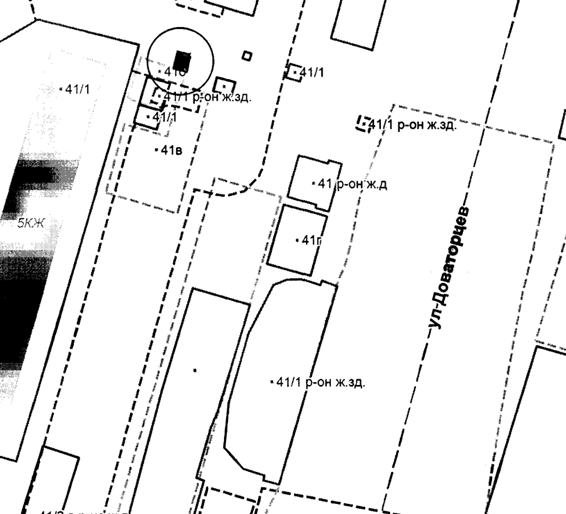 41б
41/1
41/1
41/1 р-он ж.зд.
41/1
41/1 р-он ж.зд.
41в
41 р-он ж.д
5КЖ
41г
ул-Доваторцев
41/1 р-он ж.зд.